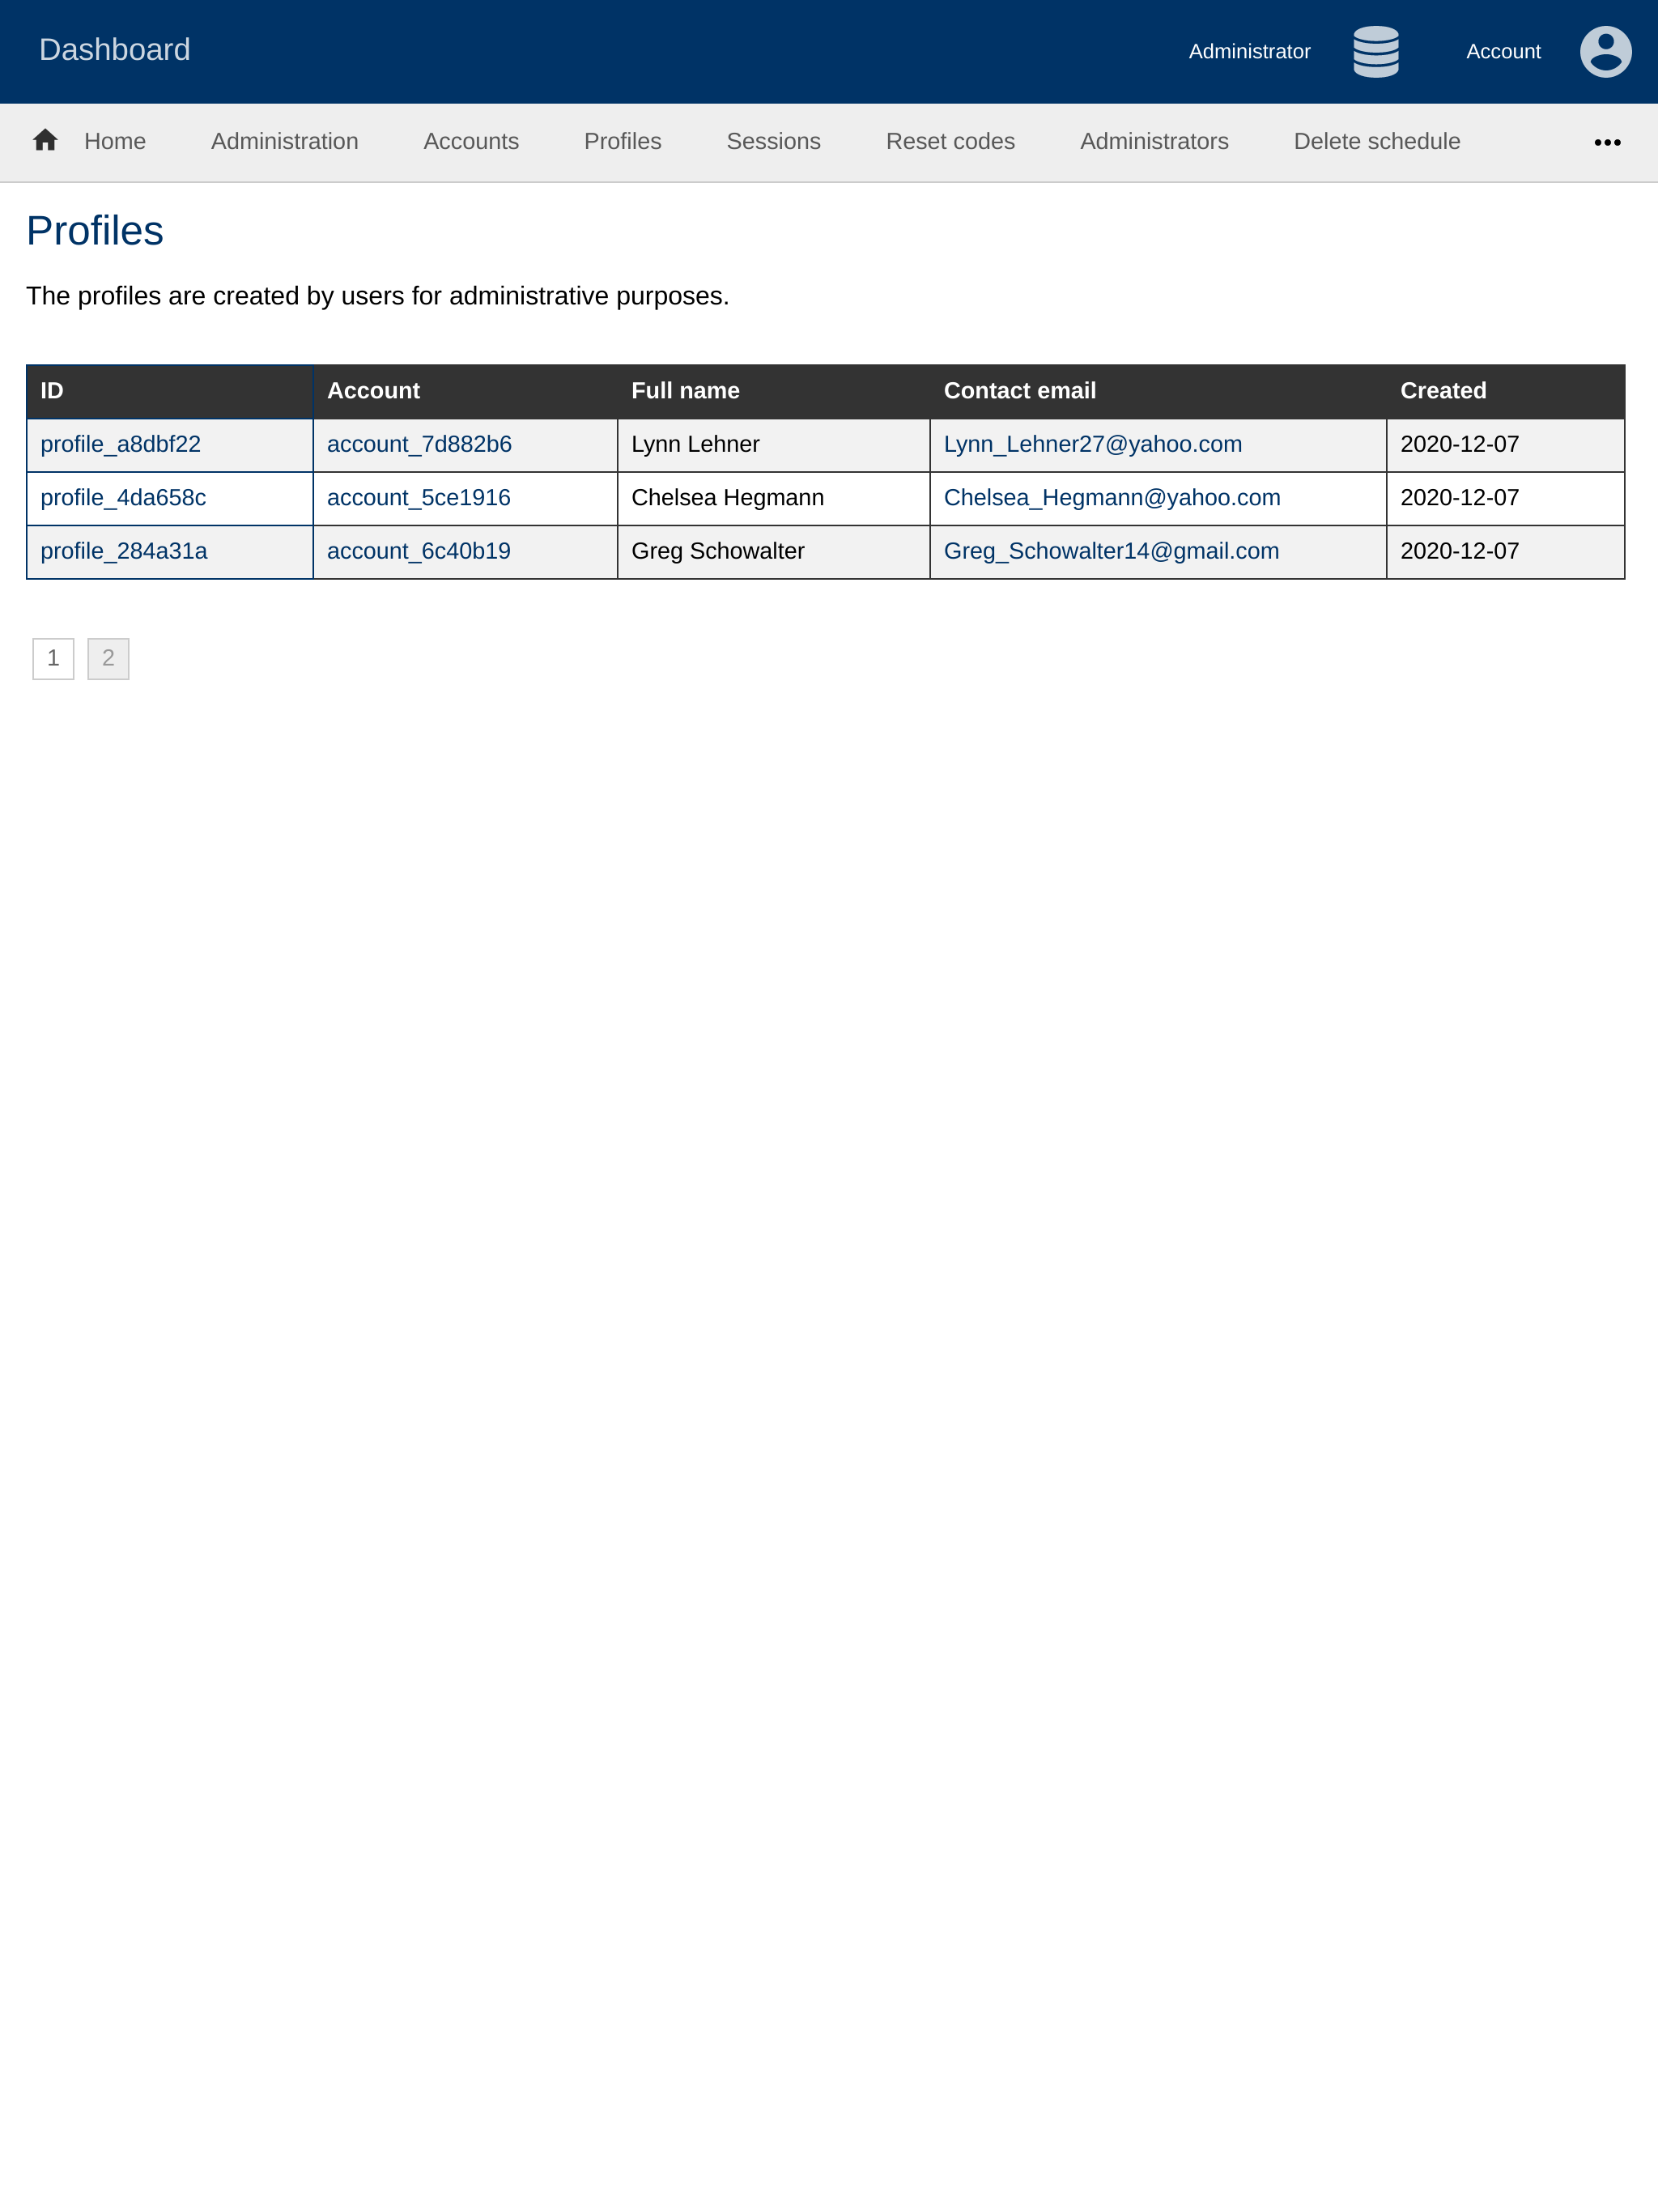 Dashboard
Administrator
Account
Home Administration Accounts Profiles Sessions Reset codes Administrators Delete schedule
Profiles
The profiles are created by users for administrative purposes.
ID Account Full name Contact email Created
profile_a8dbf22 account_7d882b6 Lynn Lehner Lynn_Lehner27@yahoo.com 2020-12-07
profile_4da658c account_5ce1916 Chelsea Hegmann Chelsea_Hegmann@yahoo.com 2020-12-07
profile_284a31a account_6c40b19 Greg Schowalter Greg_Schowalter14@gmail.com 2020-12-07
1 2